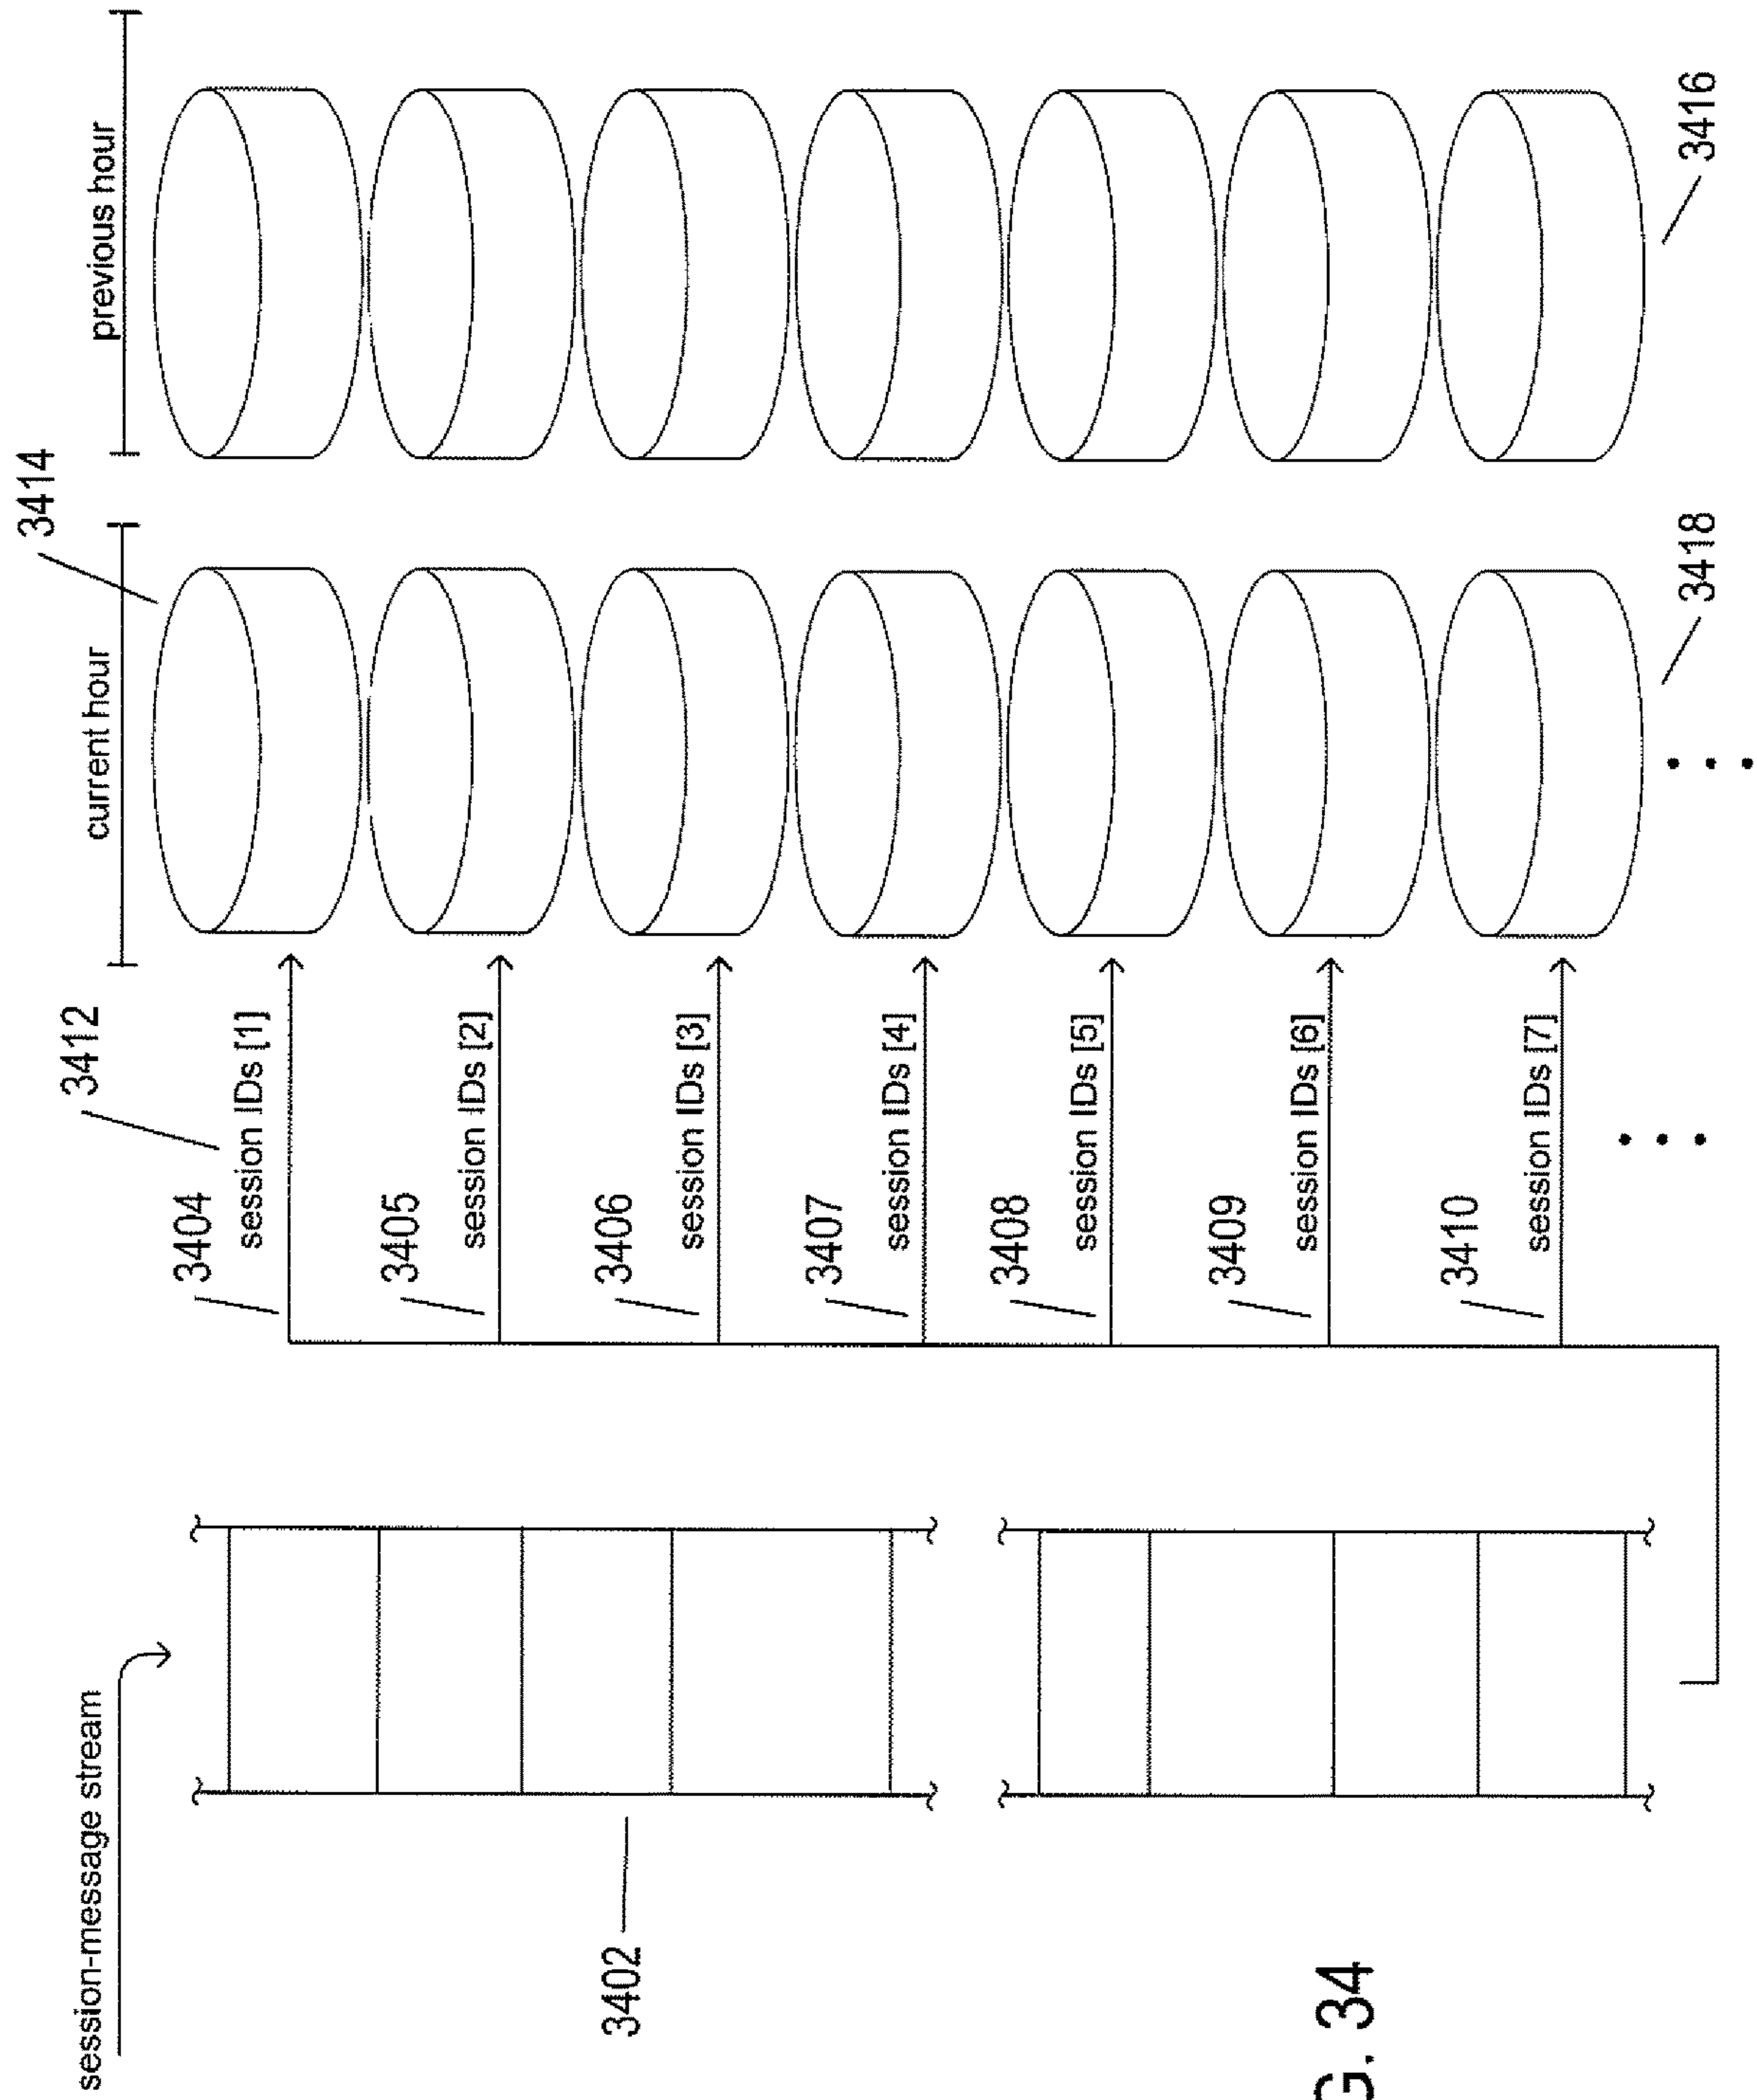 session-message stream
3402
3404
3412
session IDs [1]
3405
session IDs [2]
3406
session IDs [3]
3407
session IDs [4]
3408
session IDs [5]
3409
session IDs [6]
3410
session IDs [7]
current hour
3414
previous hour
3418
3416
G. 34